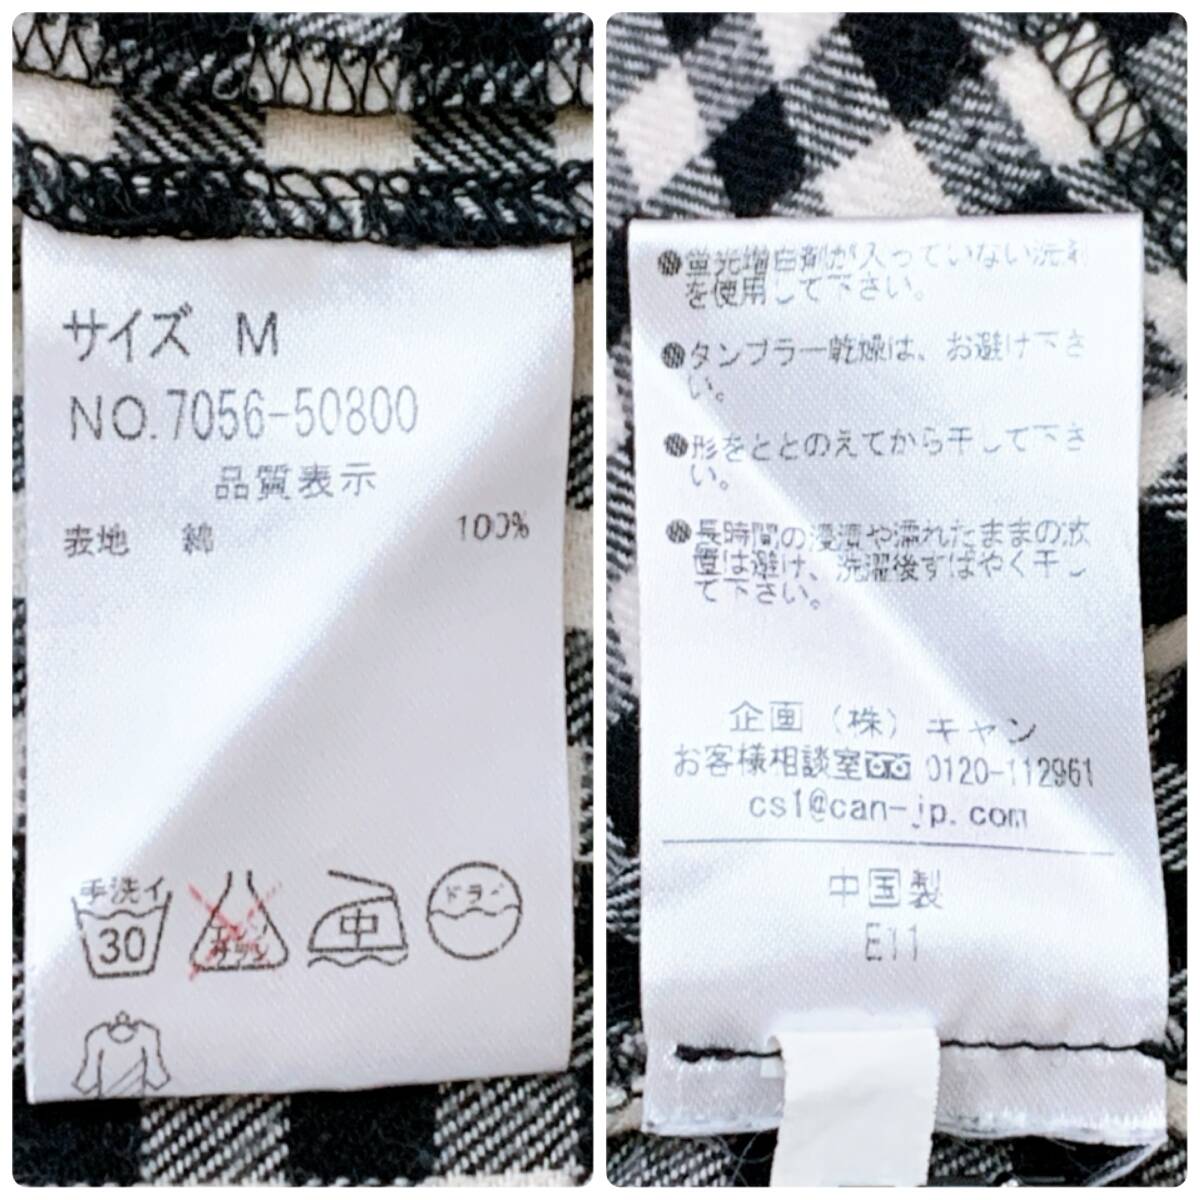 サイズ M
NO.7056-50800
品質表示
表地 綿 100%
手洗イ
30
エンソ
サラシ
中
ドライ
●蛍光増白剤が入っていない洗剤
を使用して下さい。
●タンブラー乾燥は、お避け下さ
い。
●形をととのえてから干して下さ
い。
●長時間の浸漬や濡れたままの放
置は避け、洗濯後すばやく干し
て下さい。
企画（株）キャン
お客様相談室 0120-112961
cs1@can-jp.com
中国製
E11